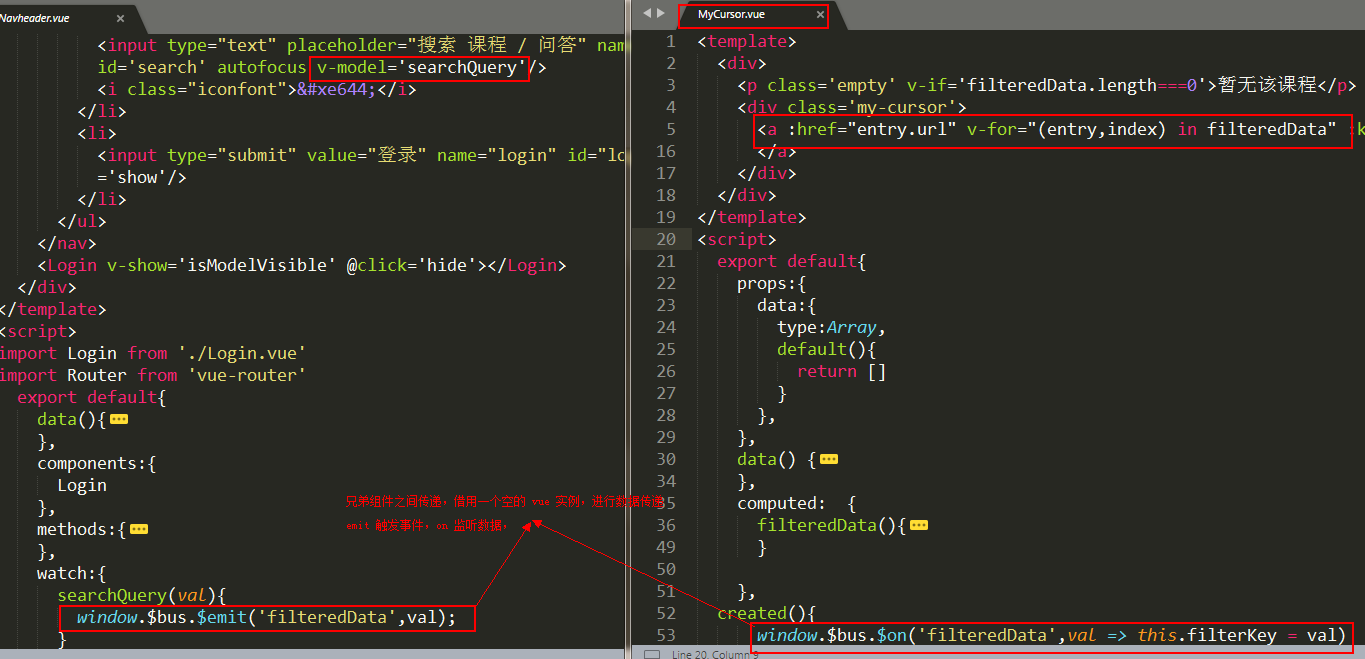 Navheader.vue ×
<input type="text" placeholder="搜索 课程 / 问答" nam
id='search' autofocus v-model='searchQuery'/>
<i class="iconfont">&#xe644;</i>
</li>
<li>
<input type="submit" value="登录" name="login" id="lo
='show'/>
</li>
</ul>
</nav>
<Login v-show='isModelVisible' @click='hide'></Login>
</div>
</template>
<script>
import Login from './Login.vue'
import Router from 'vue-router'
export default{
data(){
},
components:{
Login
},
methods:{
},
watch:{
searchQuery(val){
window.$bus.$emit('filteredData',val);
}
兄弟组件之间传递，借用一个空的 vue 实例，进行数据传递
emit 触发事件，on 监听数据，
MyCursor.vue ×
1 <template>
2 <div>
3 <p class='empty' v-if='filteredData.length===0'>暂无该课程</p>
4 <div class='my-cursor'>
5 <a :href="entry.url" v-for="(entry,index) in filteredData" :k
16 </a>
17 </div>
18 </div>
19 </template>
20 <script>
21 export default{
22 props:{
23 data:{
24 type:Array,
25 default(){
26 return []
27 }
28 },
29 },
30 data() {
34 },
35 computed: {
36 filteredData(){
49 }
50
51 },
52 created(){
53 window.$bus.$on('filteredData',val => this.filterKey = val)
Line 20, Column 9